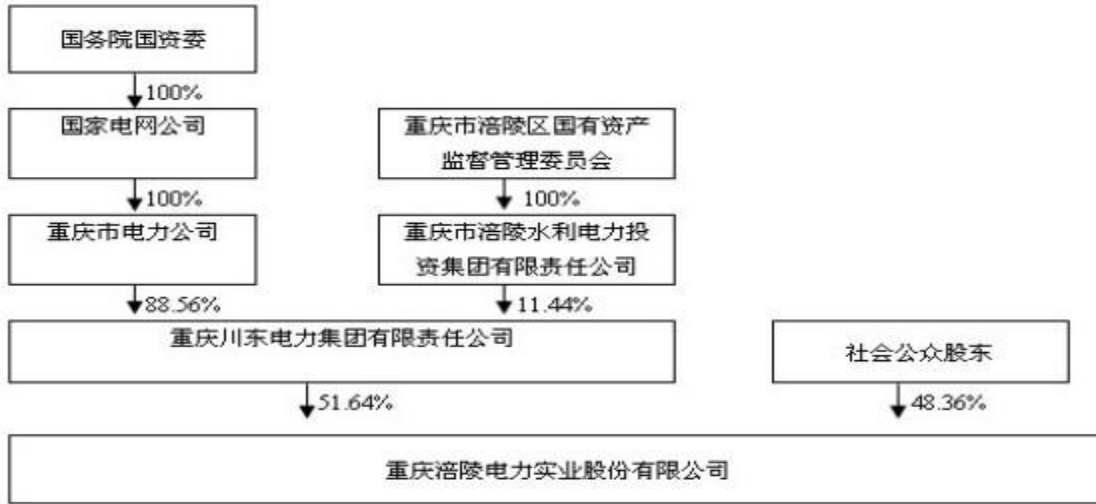 国务院国资委
100%
国家电网公司
重庆市涪陵区国有资产
监督管理委员会
100%
100%
重庆市电力公司
重庆市涪陵水利电力投
资集团有限责任公司
88.56%
11.44%
重庆川东电力集团有限责任公司
社会公众股东
51.64%
48.36%
重庆涪陵电力实业股份有限公司